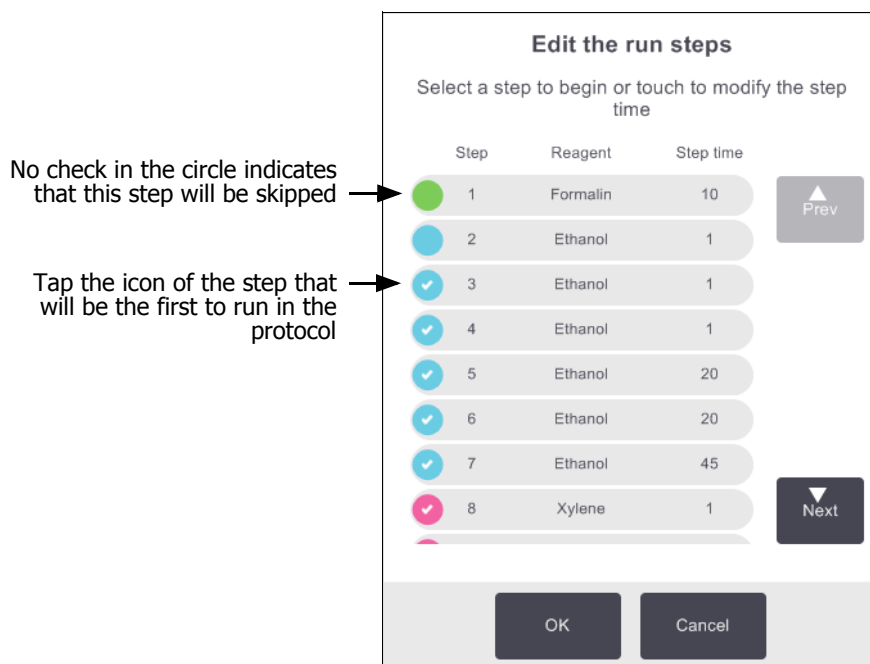 Edit the run steps
Select a step to begin or touch to modify the step
time
Step Reagent Step time
No check in the circle indicates
that this step will be skipped
1 Formalin 10
Prev
2 Ethanol 1
Tap the icon of the step that
will be the first to run in the
protocol
3 Ethanol 1
4 Ethanol 1
5 Ethanol 20
6 Ethanol 20
7 Ethanol 45
8 Xylene 1
Next
OK Cancel